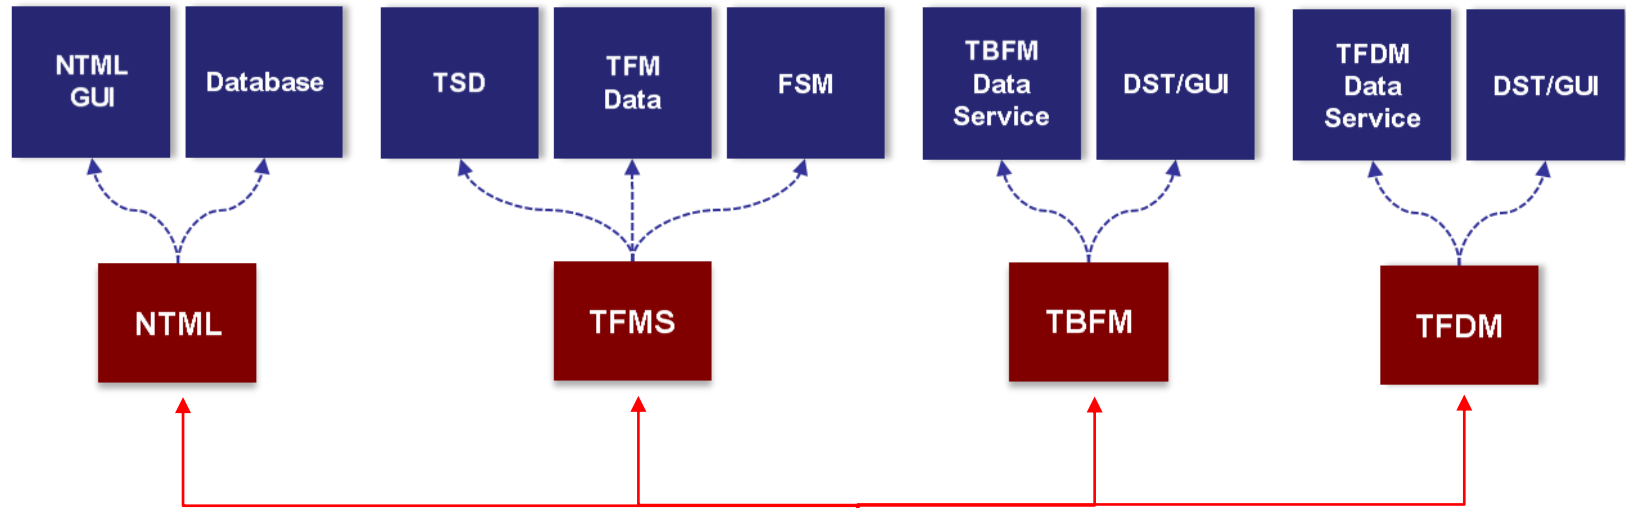 NTML
GUI
Database
TSD
TFM
Data
FSM
TBFM
Data
Service
DST/GUI
TFDM
Data
Service
DST/GUI
NTML
TFMS
TBFM
TFDM